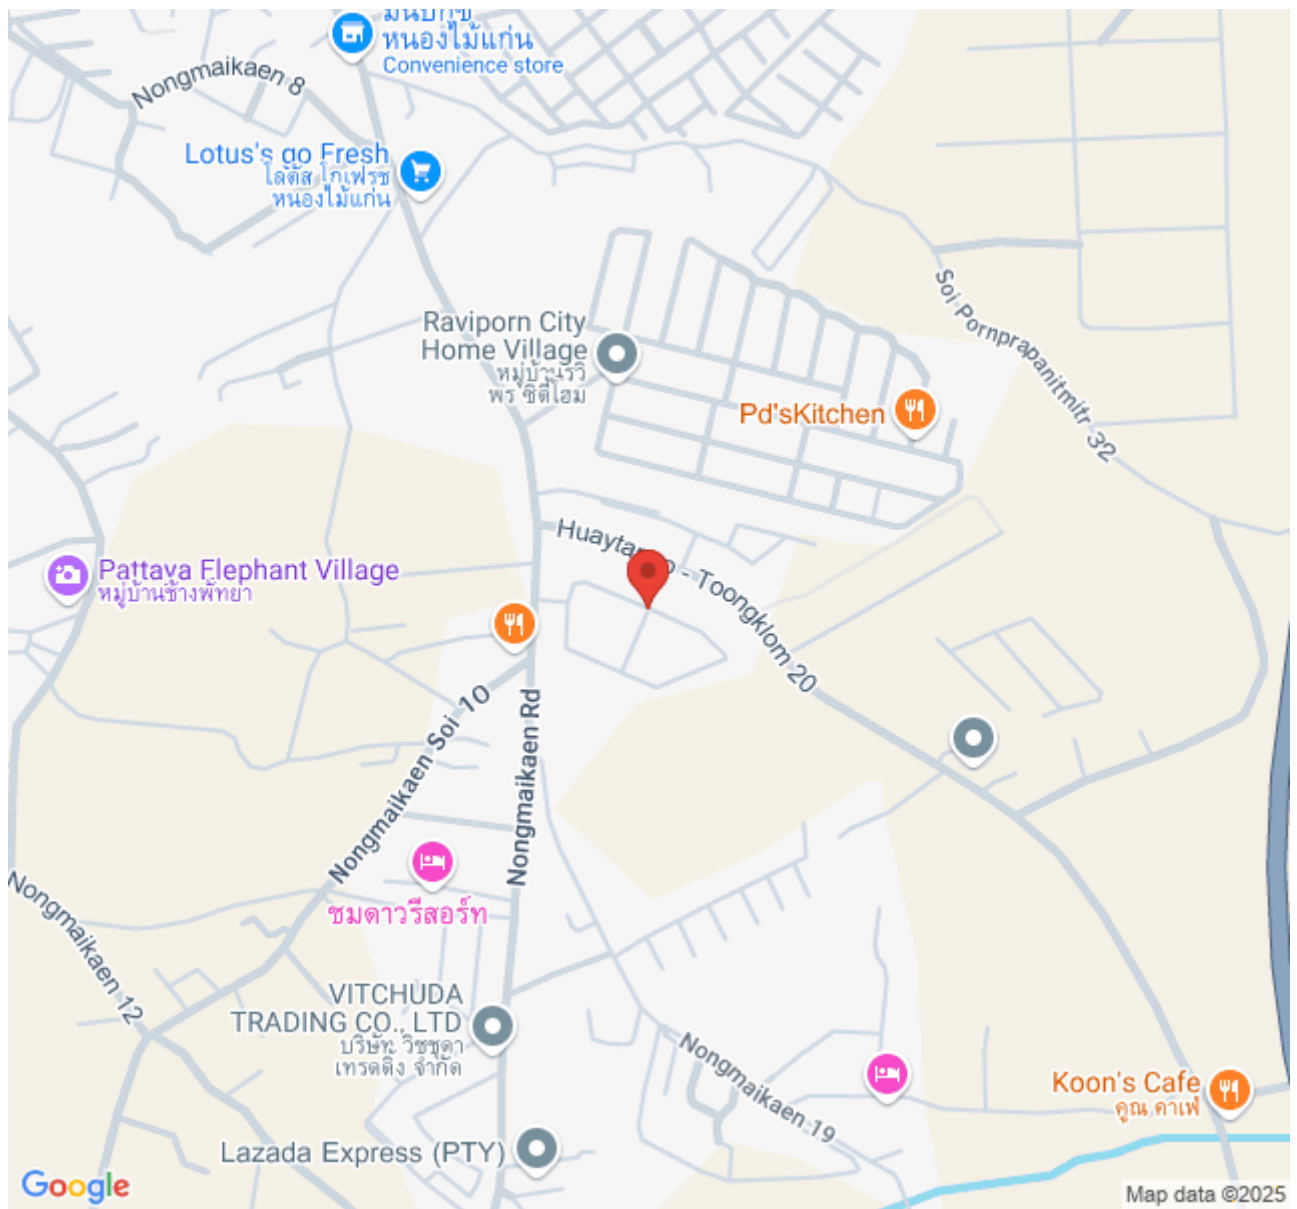 หนองไม้แก่น
Convenience store
Nongmaikaen 8
Lotus's go Fresh
โลตัส โกเฟรช
หนองไม้แก่น
Soi Pornprapanitmitr 32
Raviporn City
Home Village
หมู่บ้านรวิ
พร ซิตี้โฮม
Pd'sKitchen
Toongklom 20
Pattaya Elephant Village
หมู่บ้านช้างพัทยา
Nongmaikaen Soi 10
Nongmaikaen Rd
ชมดาวรีสอร์ท
Nongmaikaen 12
VITCHUDA
TRADING CO., LTD
บริษัท วิชชุดา
เทรดดิ้ง จำกัด
Nongmaikaen 19
Koon's Cafe
คูณ คาเฟ่
Lazada Express (PTY)
Google
Map data ©2025